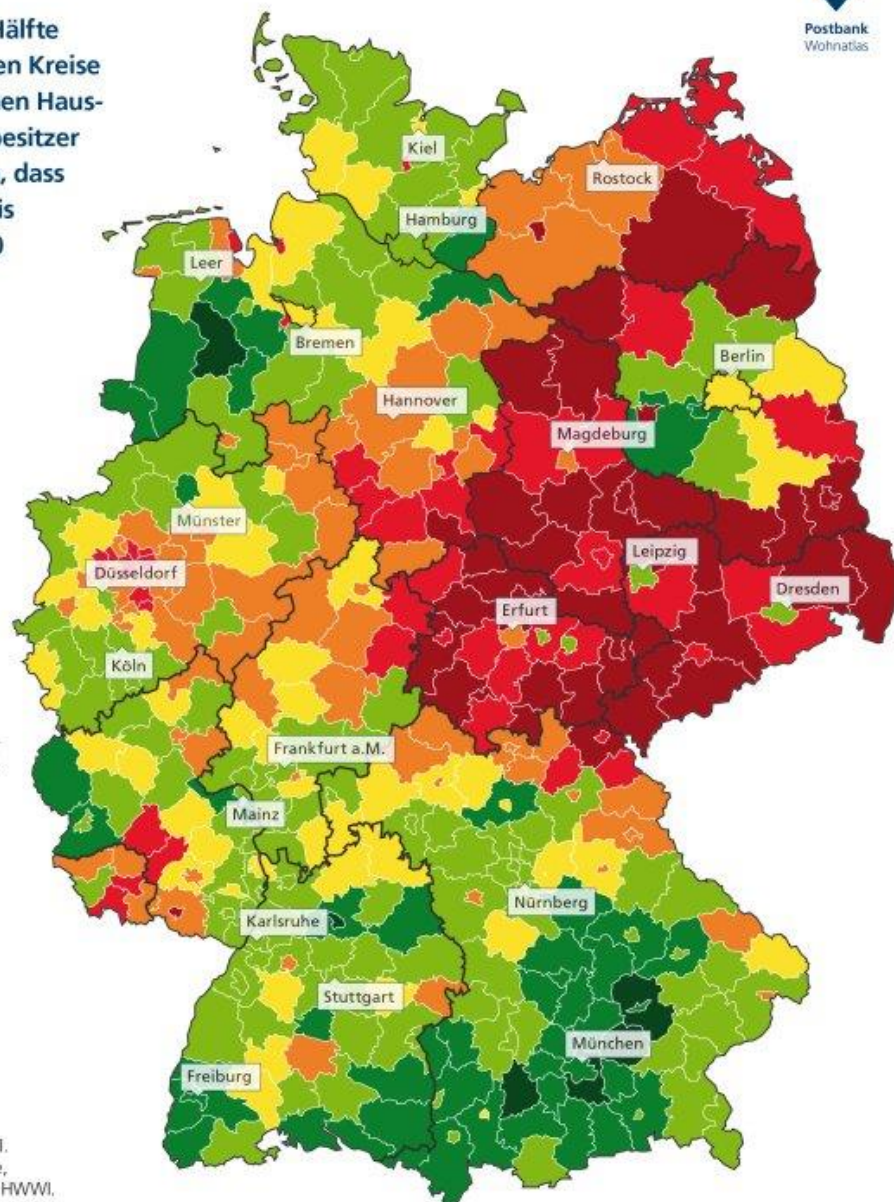 Hälfte
en Kreise
en Haus-
besitzer
, dass
is
0
Postbank
Wohnatlas
Kiel
Rostock
Hamburg
Leer
Bremen
Berlin
Hannover
Magdeburg
Münster
Düsseldorf
Leipzig
Dresden
Erfurt
Köln
Frankfurt a.M.
Mainz
Nürnberg
Karlsruhe
Stuttgart
München
Freiburg
HWWI.